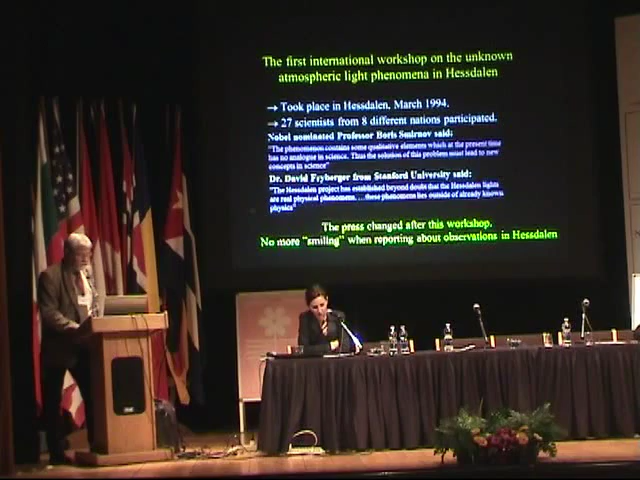 The first international workshop on the unknown
atmospheric light phenomena in Hessdalen
→ Took place in Hessdalen, March 1994.
→ 27 scientists from 8 different nations participated.
Nobel nominated Professor Boris Smirnov said:
"The phenomenon contains some qualitative elements which at the present time
has no analogue in science. Thus the solution of this problem must lead to new
concepts in science"
Dr. David Fryberger from Stanford University said:
"The Hessdalen project has established beyond doubts that the Hessdalen lights
are real physical phenomena. ... these phenomena lies outside of already known
physics"
The press changed after this workshop.
No more "smiling" when reporting about observations in Hessdalen